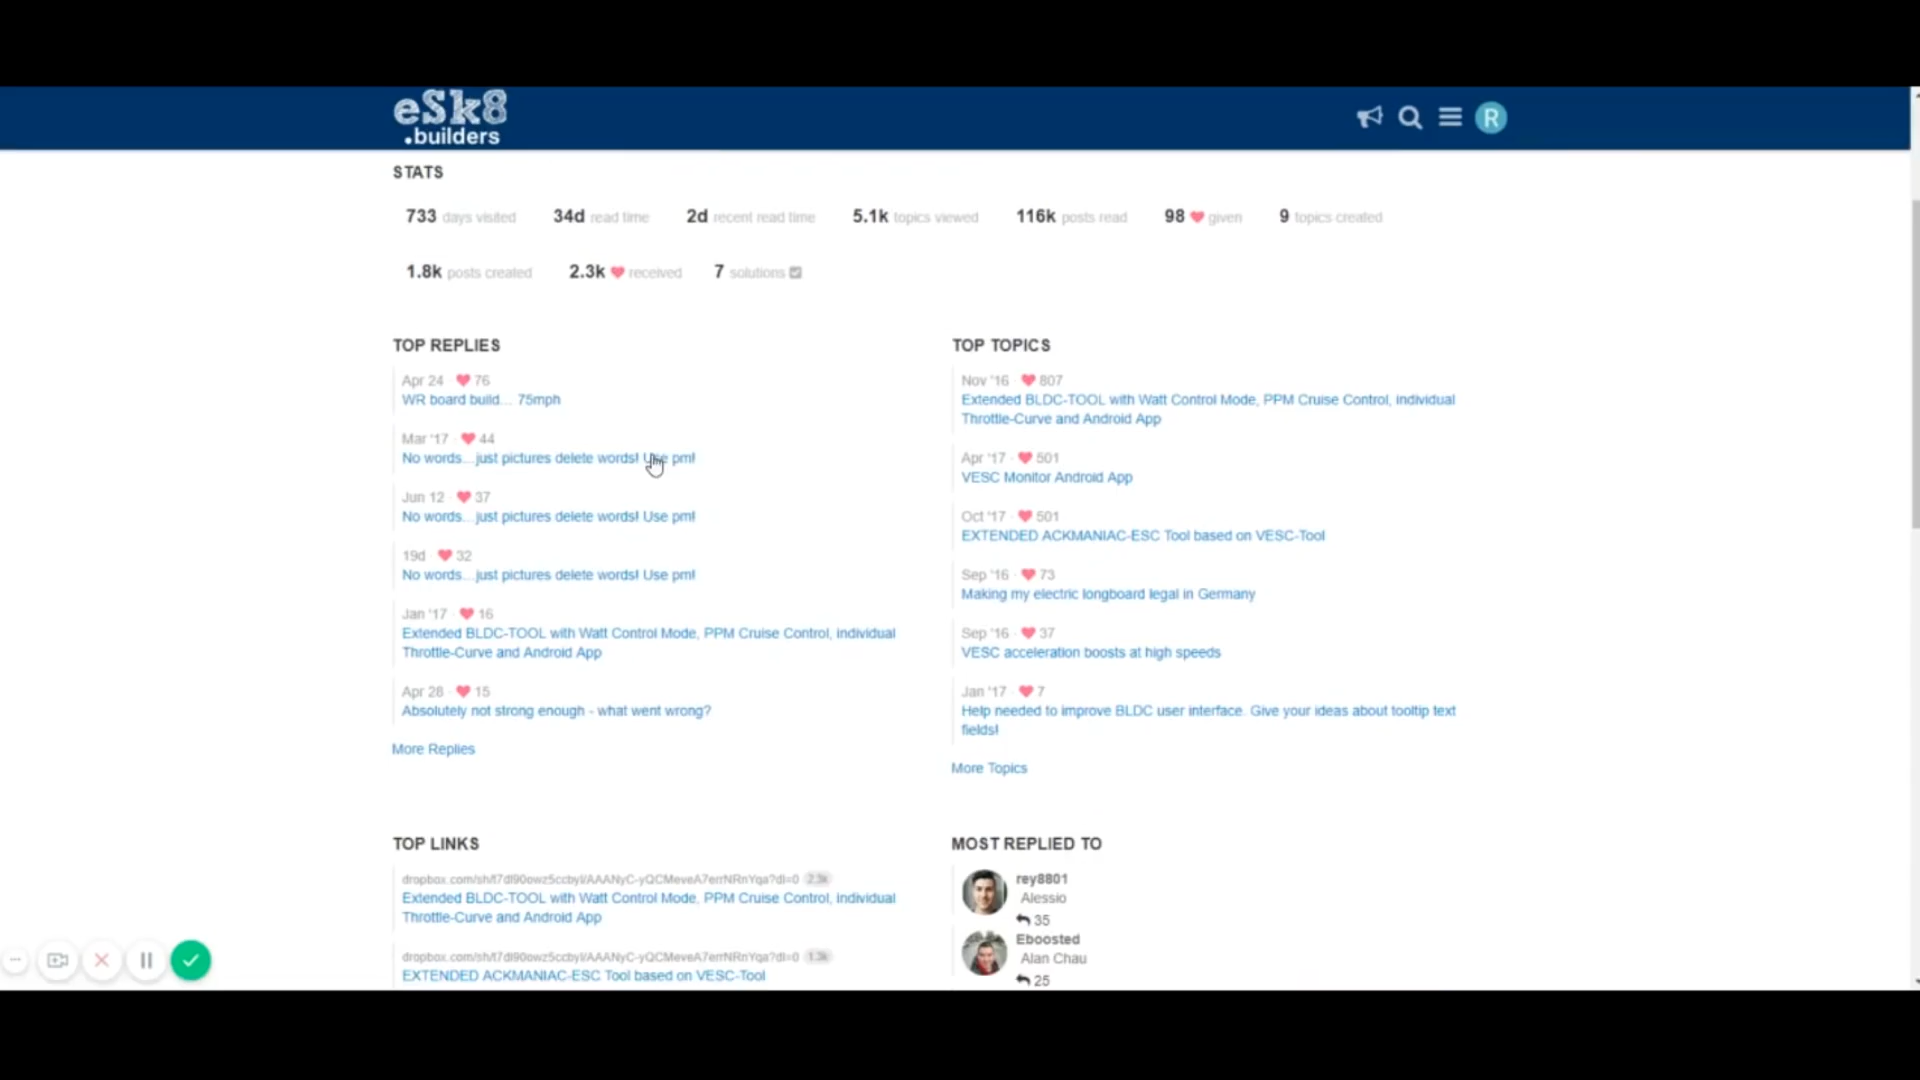 eSk8
.builders
R
STATS
733 days visited 34d read time 2d recent read time 5.1k topics viewed 116k posts read 98 given 9 topics created
1.8k posts created 2.3k received 7 solutions
TOP REPLIES
Apr 24 · 76
WR board build... 75mph
Mar '17 · 44
No words...just pictures delete words! Use pm!
Jun 12 · 37
No words...just pictures delete words! Use pm!
19d · 32
No words...just pictures delete words! Use pm!
Jan '17 · 16
Extended BLDC-TOOL with Watt Control Mode, PPM Cruise Control, individual
Throttle-Curve and Android App
Apr 28 · 15
Absolutely not strong enough - what went wrong?
More Replies
TOP TOPICS
Nov '16 · 807
Extended BLDC-TOOL with Watt Control Mode, PPM Cruise Control, individual
Throttle-Curve and Android App
Apr '17 · 501
VESC Monitor Android App
Oct '17 · 501
EXTENDED ACKMANIAC-ESC Tool based on VESC-Tool
Sep '16 · 73
Making my electric longboard legal in Germany
Sep '16 · 37
VESC acceleration boosts at high speeds
Jan '17 · 7
Help needed to improve BLDC user interface. Give your ideas about tooltip text
fields!
More Topics
TOP LINKS
2.3k
Extended BLDC-TOOL with Watt Control Mode, PPM Cruise Control, individual
Throttle-Curve and Android App
1.3k
EXTENDED ACKMANIAC-ESC Tool based on VESC-Tool
MOST REPLIED TO
rey8801
Alessio
35
Eboosted
Alan Chau
25